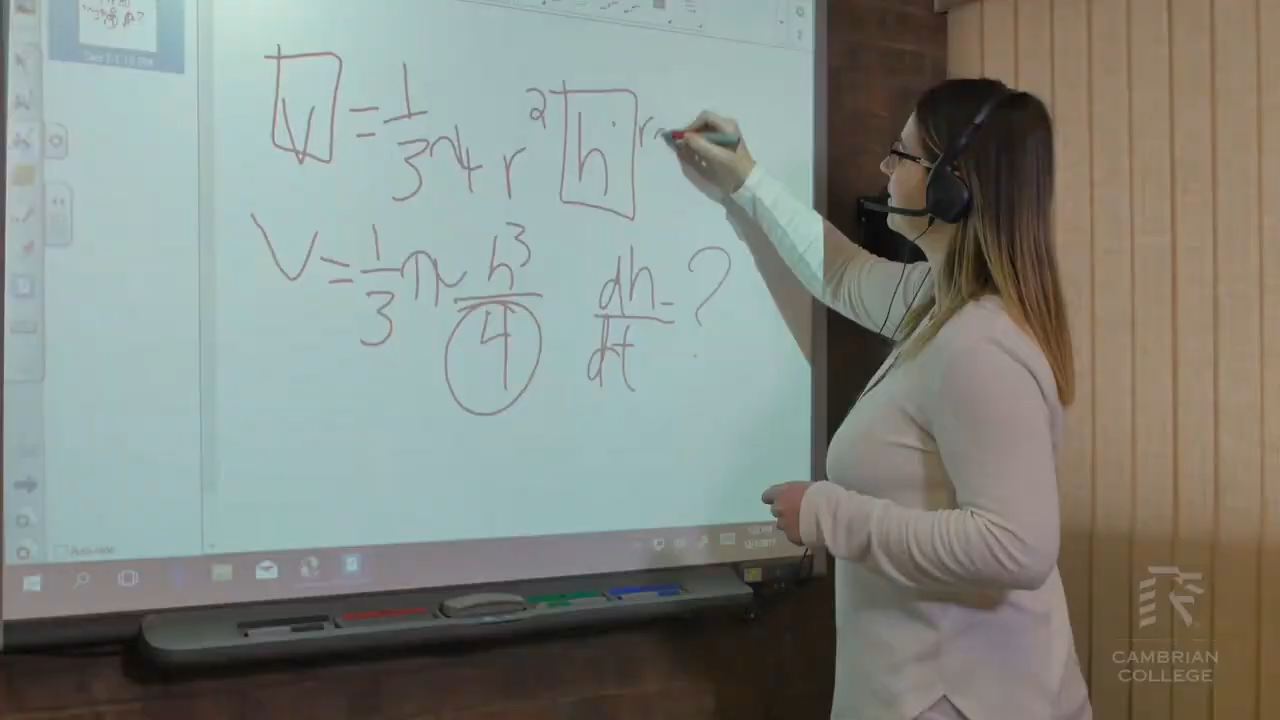 V = 1/3 π r² h r
V = 1/3 π h³/4 dh/dt ?
CAMBRIAN
COLLEGE